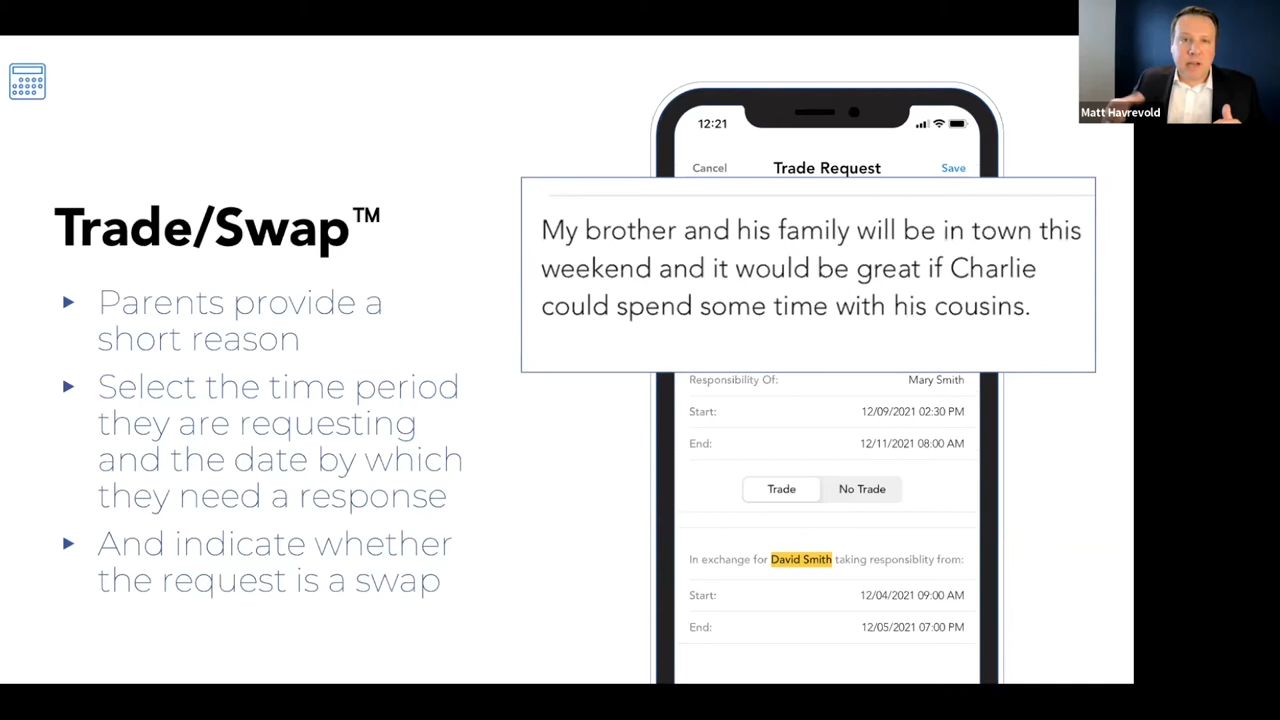 Matt Havrevold
Trade/Swap™
Parents provide a
short reason
Select the time period
they are requesting
and the date by which
they need a response
And indicate whether
the request is a swap
12:21
Cancel Trade Request Save
My brother and his family will be in town this
weekend and it would be great if Charlie
could spend some time with his cousins.
Responsibility Of: Mary Smith
Start: 12/09/2021 02:30 PM
End: 12/11/2021 08:00 AM
Trade No Trade
In exchange for David Smith taking responsiblity from:
Start: 12/04/2021 09:00 AM
End: 12/05/2021 07:00 PM